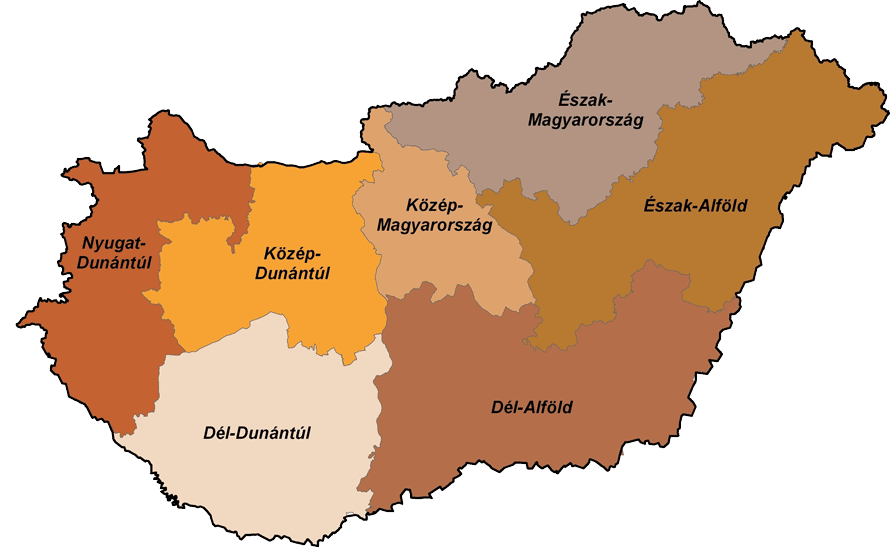 Észak-
Magyarország
Közép-
Magyarország
Észak-Alföld
Nyugat-
Dunántúl
Közép-
Dunántúl
Dél-Alföld
Dél-Dunántúl